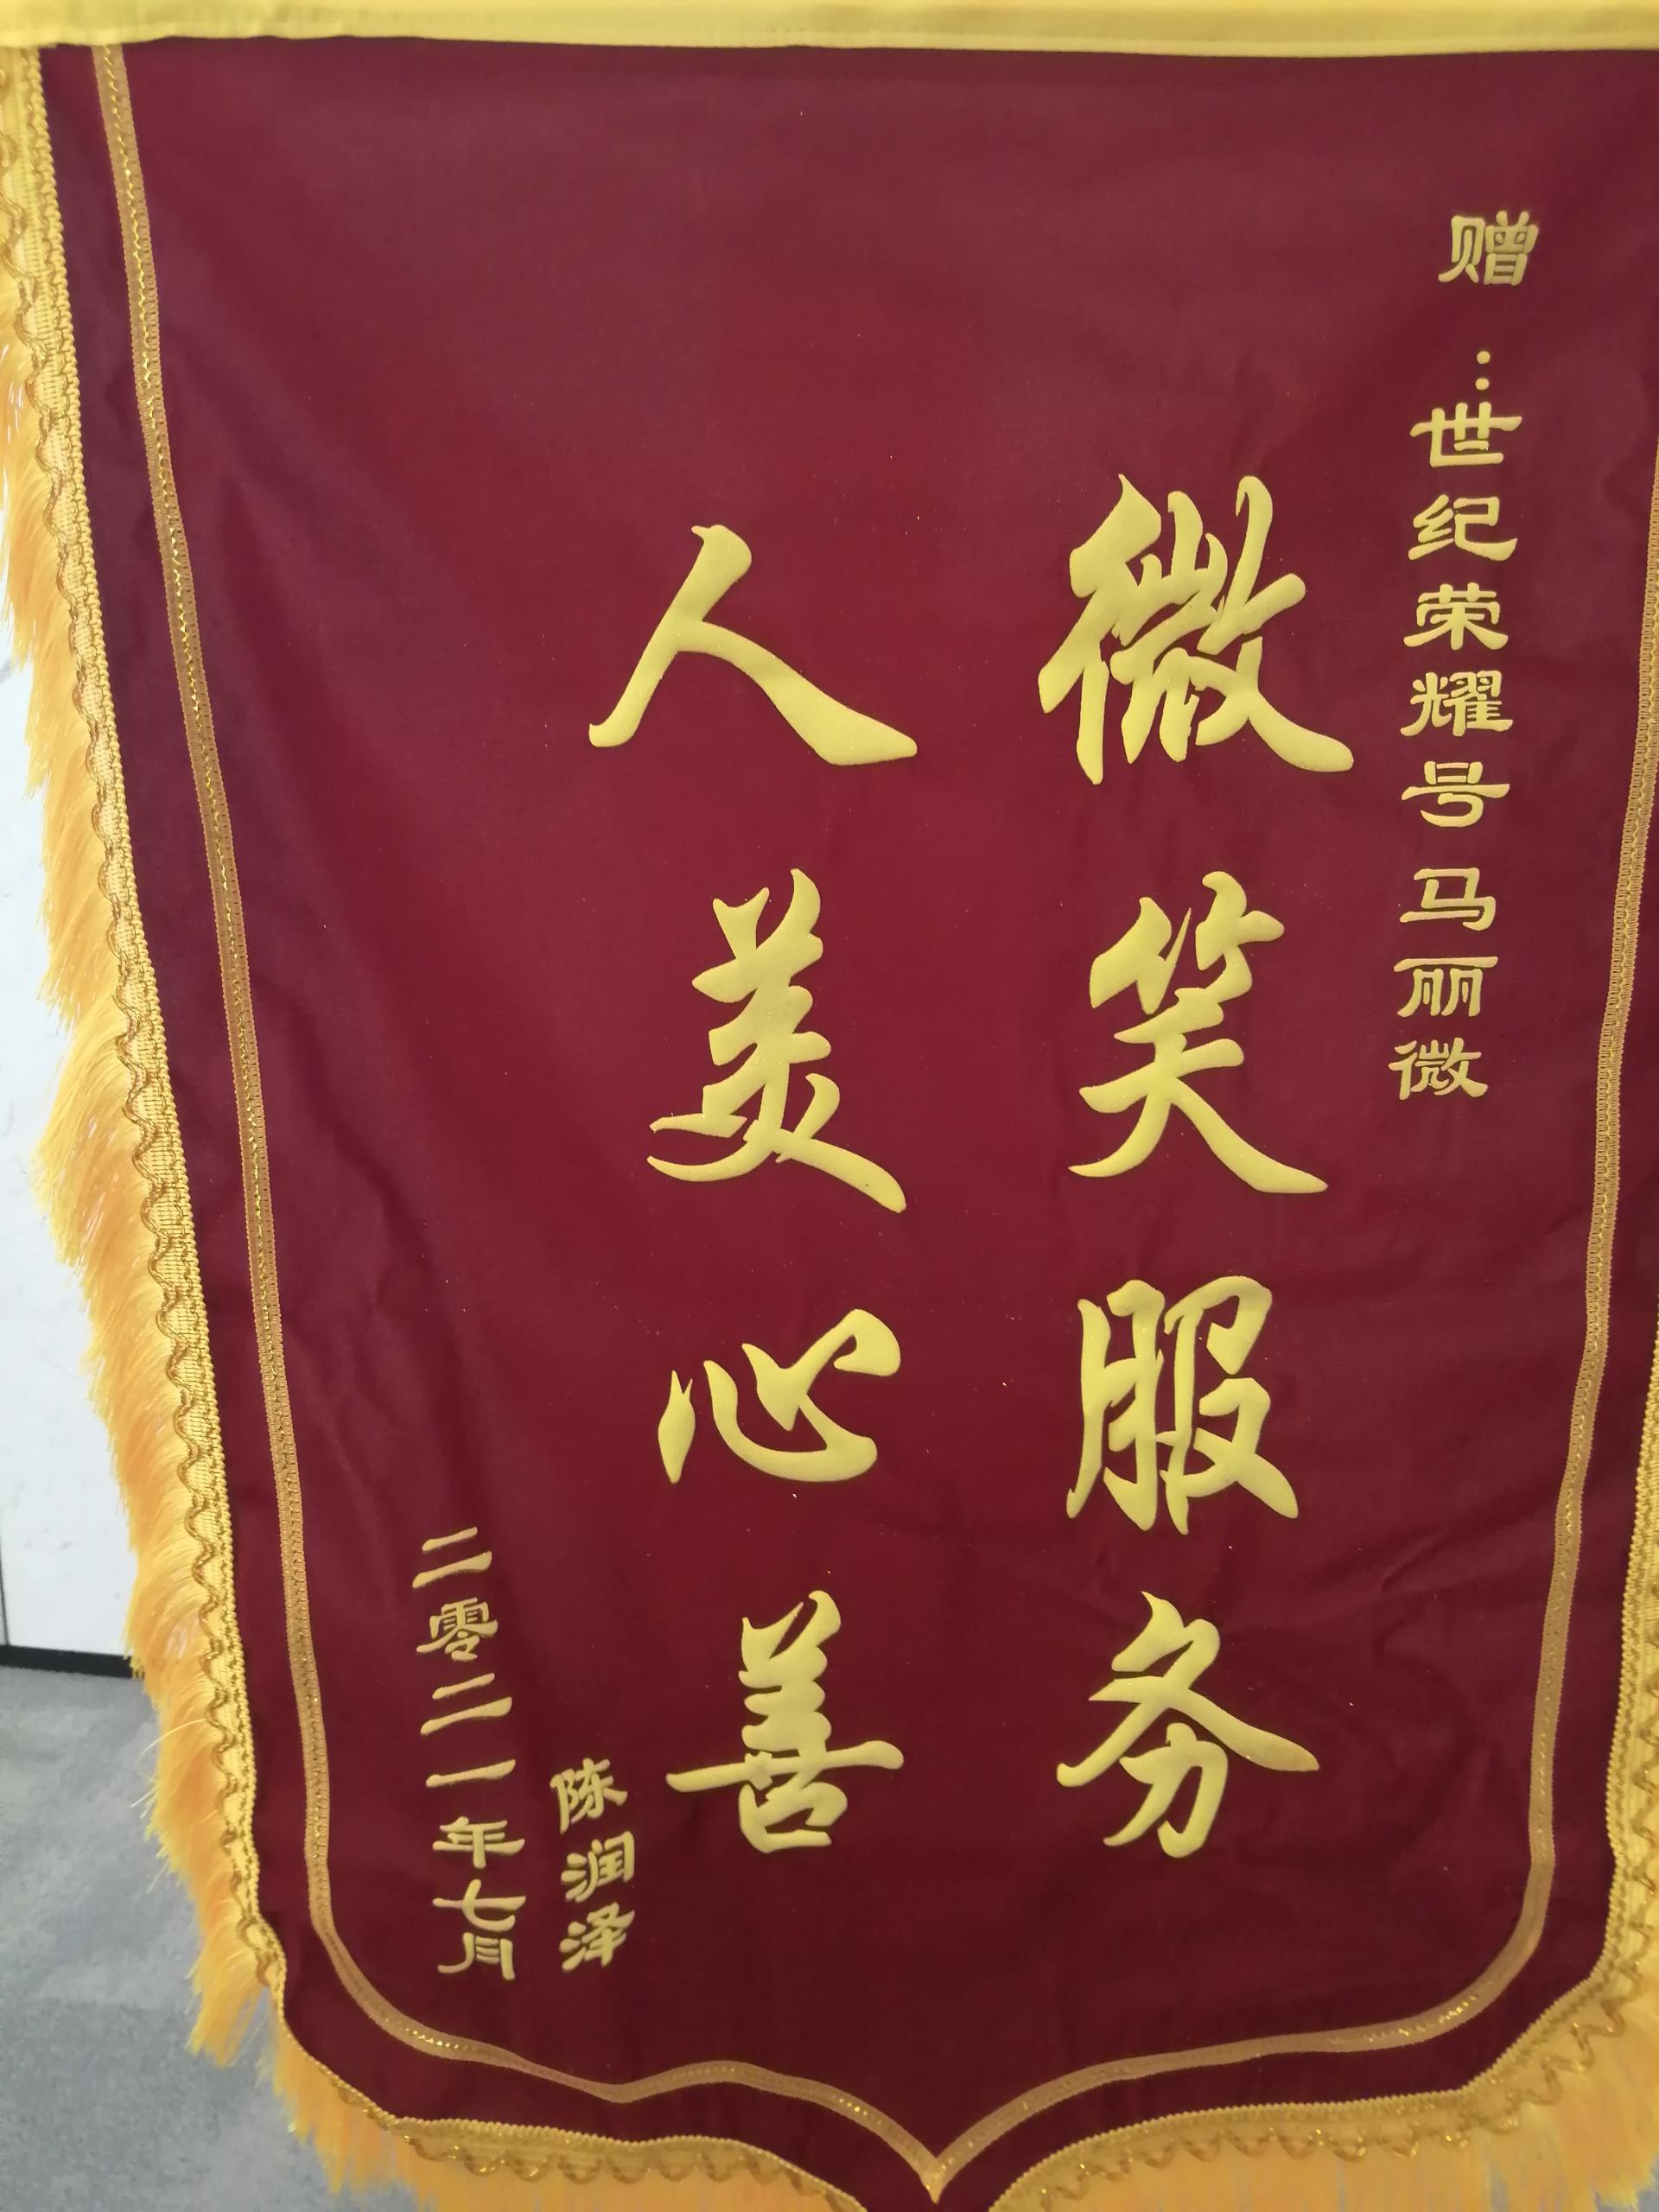 赠：世纪荣耀号马丽微
微笑服务
人美心善
陈润泽
二零二一年七月